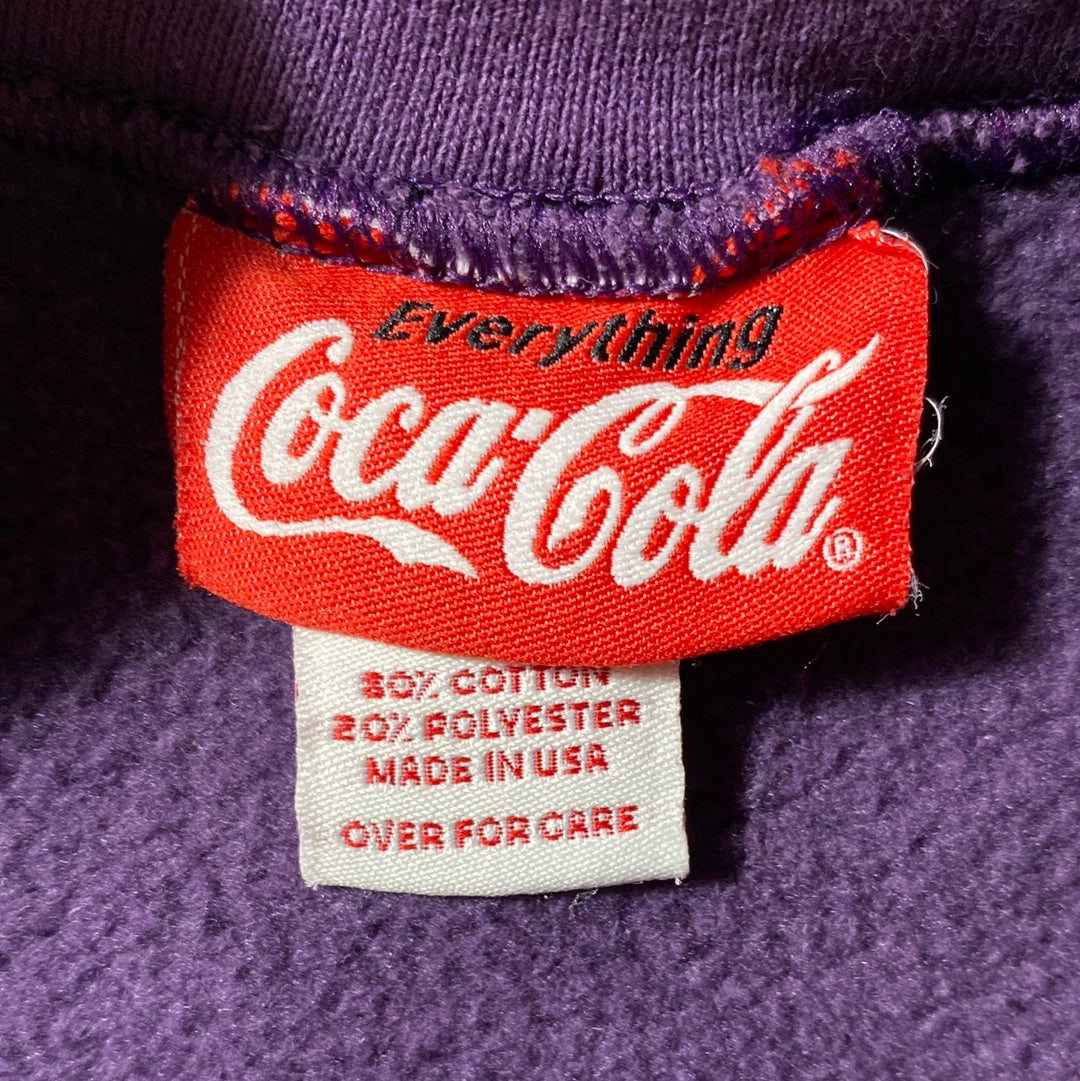 Everything
Coca-Cola®
80% COTTON
20% POLYESTER
MADE IN USA
OVER FOR CARE